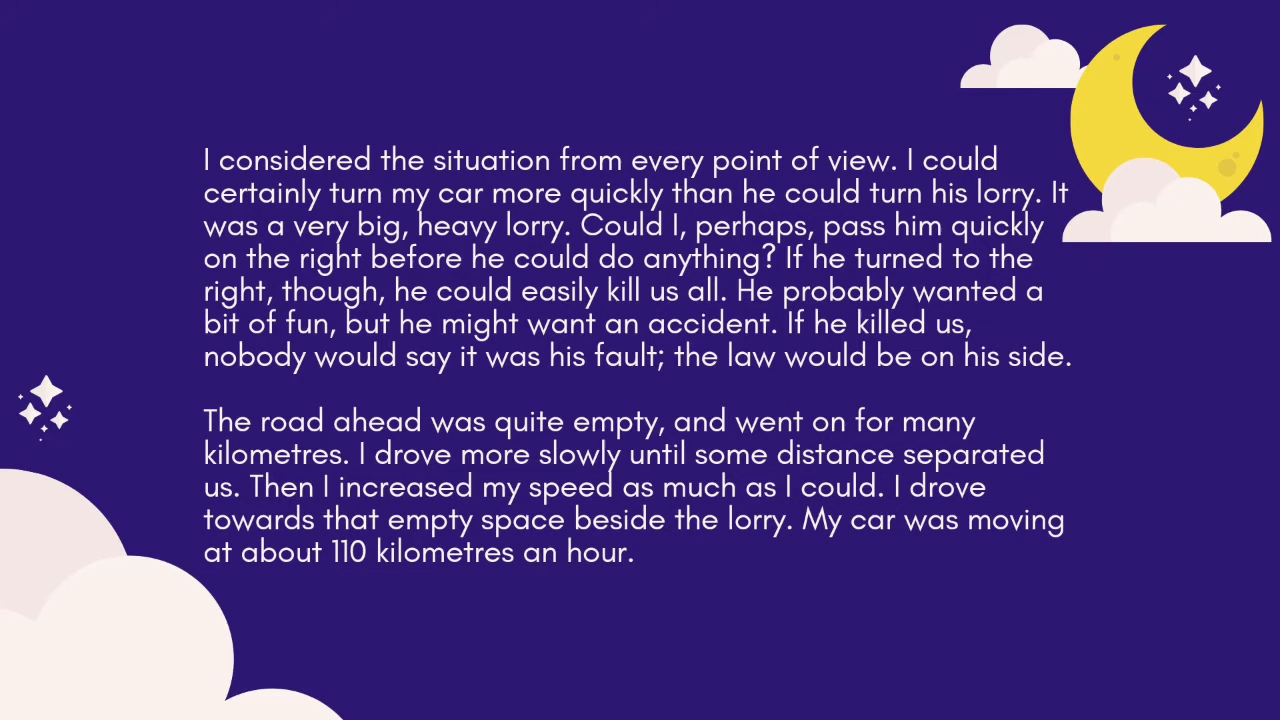 I considered the situation from every point of view. I could
certainly turn my car more quickly than he could turn his lorry. It
was a very big, heavy lorry. Could I, perhaps, pass him quickly
on the right before he could do anything? If he turned to the
right, though, he could easily kill us all. He probably wanted a
bit of fun, but he might want an accident. If he killed us,
nobody would say it was his fault; the law would be on his side.
The road ahead was quite empty, and went on for many
kilometres. I drove more slowly until some distance separated
us. Then I increased my speed as much as I could. I drove
towards that empty space beside the lorry. My car was moving
at about 110 kilometres an hour.